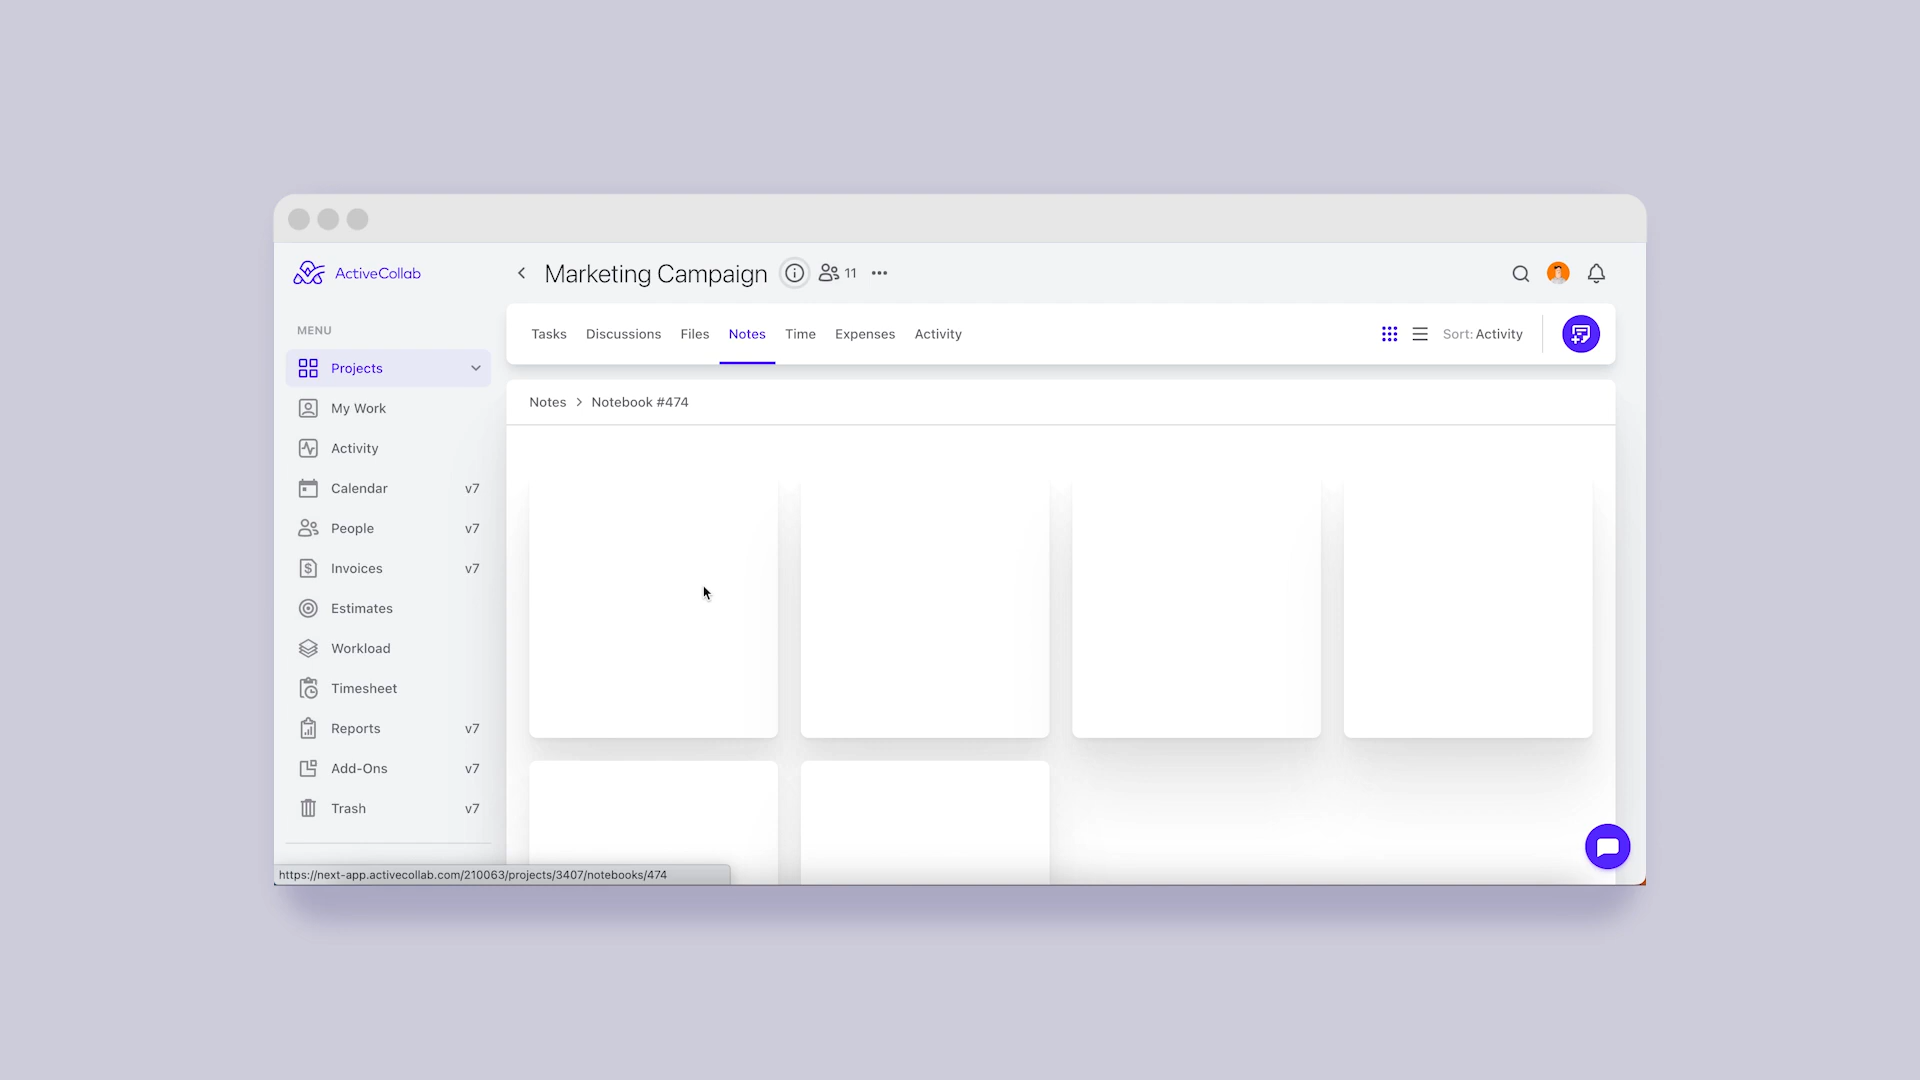 ActiveCollab
Marketing Campaign
11
MENU
Projects
My Work
Activity
Calendar v7
People v7
Invoices v7
Estimates
Workload
Timesheet
Reports v7
Add-Ons v7
Trash v7
Tasks Discussions Files Notes Time Expenses Activity
Sort: Activity
Notes > Notebook #474
https://next-app.activecollab.com/210063/projects/3407/notebooks/474